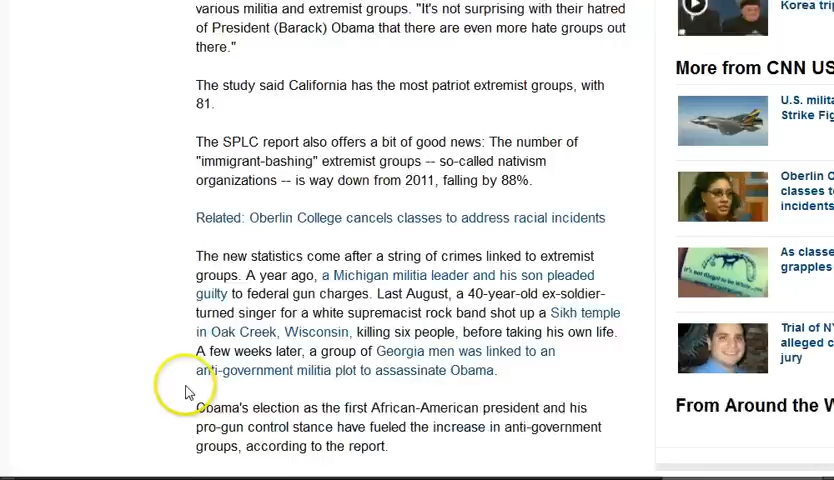 various militia and extremist groups. "It's not surprising with their hatred
of President (Barack) Obama that there are even more hate groups out
there."
The study said California has the most patriot extremist groups, with
81.
The SPLC report also offers a bit of good news: The number of
"immigrant-bashing" extremist groups -- so-called nativism
organizations -- is way down from 2011, falling by 88%.
Related: Oberlin College cancels classes to address racial incidents
The new statistics come after a string of crimes linked to extremist
groups. A year ago, a Michigan militia leader and his son pleaded
guilty to federal gun charges. Last August, a 40-year-old ex-soldier-
turned singer for a white supremacist rock band shot up a Sikh temple
in Oak Creek, Wisconsin, killing six people, before taking his own life.
A few weeks later, a group of Georgia men was linked to an
anti-government militia plot to assassinate Obama.
Obama's election as the first African-American president and his
pro-gun control stance have fueled the increase in anti-government
groups, according to the report.
Korea tri
More from CNN US
U.S. milita
Strike Fig
Oberlin C
classes to
incidents
As classe
grapples
Trial of NY
alleged c
jury
From Around the W